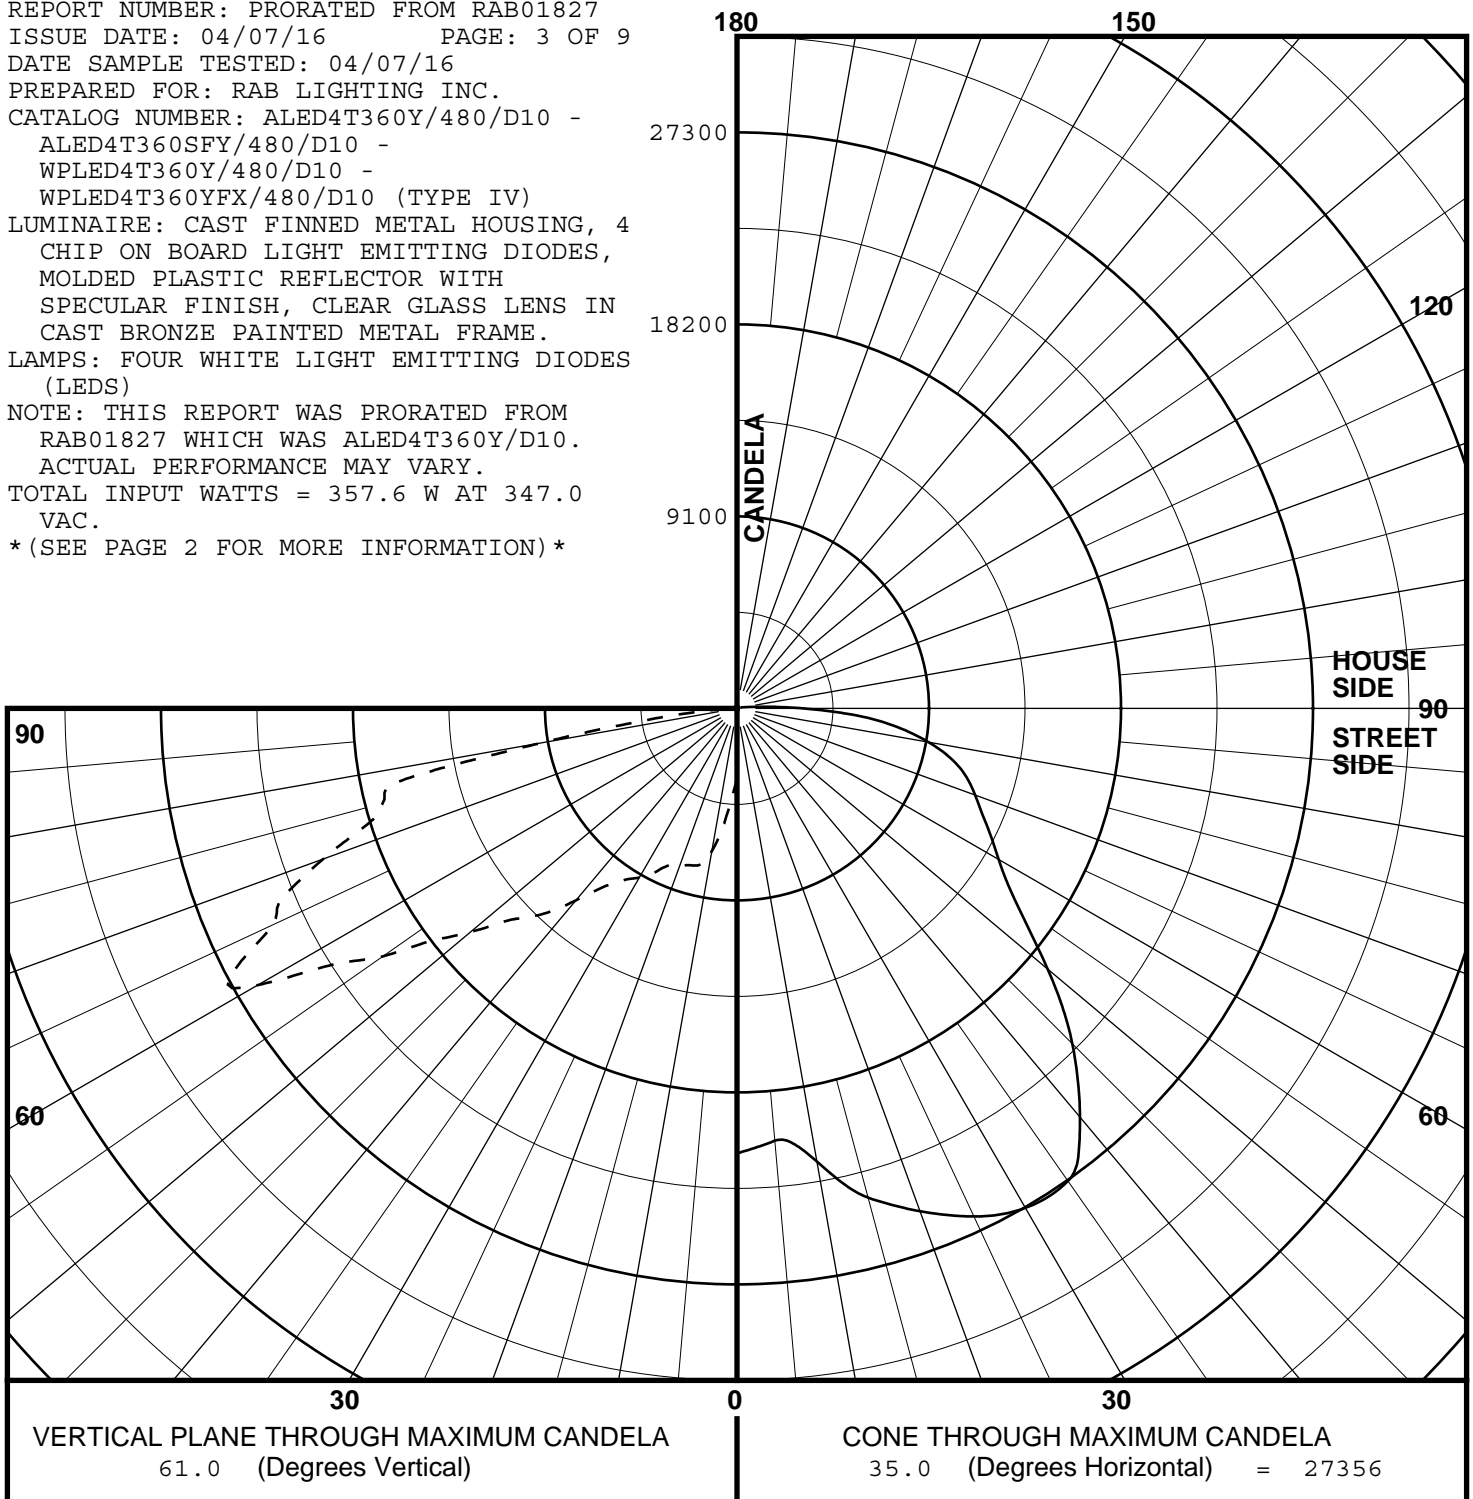 REPORT NUMBER: PRORATED FROM RAB01827
ISSUE DATE: 04/07/16 PAGE: 3 OF 9
DATE SAMPLE TESTED: 04/07/16
PREPARED FOR: RAB LIGHTING INC.
CATALOG NUMBER: ALED4T360Y/480/D10 -
ALED4T360SFY/480/D10 -
WPLED4T360Y/480/D10 -
WPLED4T360YFX/480/D10 (TYPE IV)
LUMINAIRE: CAST FINNED METAL HOUSING, 4
CHIP ON BOARD LIGHT EMITTING DIODES,
MOLDED PLASTIC REFLECTOR WITH
SPECULAR FINISH, CLEAR GLASS LENS IN
CAST BRONZE PAINTED METAL FRAME.
LAMPS: FOUR WHITE LIGHT EMITTING DIODES
(LEDS)
NOTE: THIS REPORT WAS PRORATED FROM
RAB01827 WHICH WAS ALED4T360Y/D10.
ACTUAL PERFORMANCE MAY VARY.
TOTAL INPUT WATTS = 357.6 W AT 347.0
VAC.
*(SEE PAGE 2 FOR MORE INFORMATION)*
180
150
27300
120
18200
CANDELA
9100
HOUSE
SIDE
90
90
STREET
SIDE
60
60
30
0
30
VERTICAL PLANE THROUGH MAXIMUM CANDELA
61.0 (Degrees Vertical)
CONE THROUGH MAXIMUM CANDELA
35.0 (Degrees Horizontal) = 27356